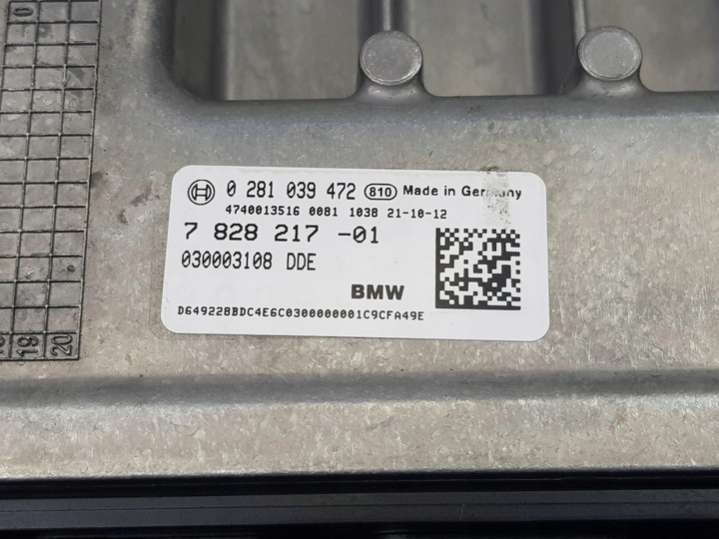 0 281 039 472 810 Made in Germany
4740013516 0081 1038 21-10-12
7 828 217 -01
030003108 DDE
BMW
D649228BDC4E6C0300000001C9CFA49E
19
20